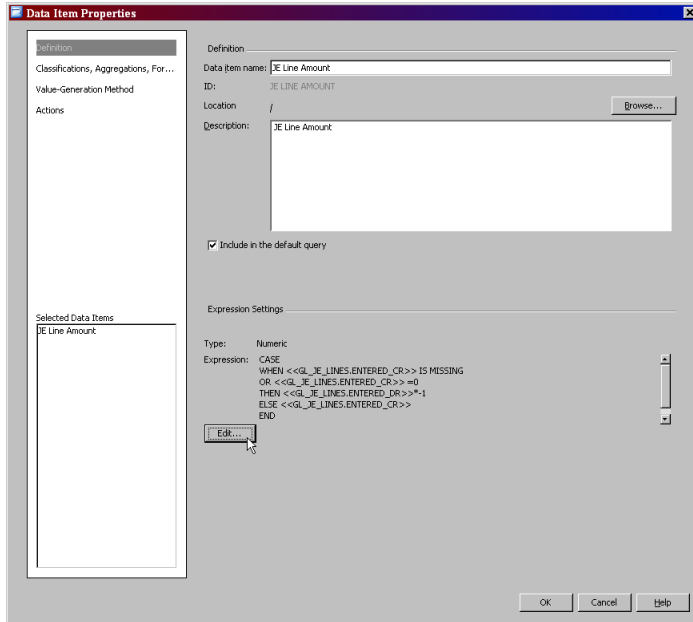 Data Item Properties
Definition
Classifications, Aggregations, For...
Value-Generation Method
Actions
Selected Data Items
JE Line Amount
Definition
Data item name: JE Line Amount
ID: JE LINE AMOUNT
Location /
Browse...
Description: JE Line Amount
Include in the default query
Expression Settings
Type: Numeric
Expression: CASE
WHEN <<GL_JE_LINES.ENTERED_CR>> IS MISSING
OR <<GL_JE_LINES.ENTERED_CR>> =0
THEN <<GL_JE_LINES.ENTERED_DR>>*-1
ELSE <<GL_JE_LINES.ENTERED_CR>>
END
Edit...
OK Cancel Help